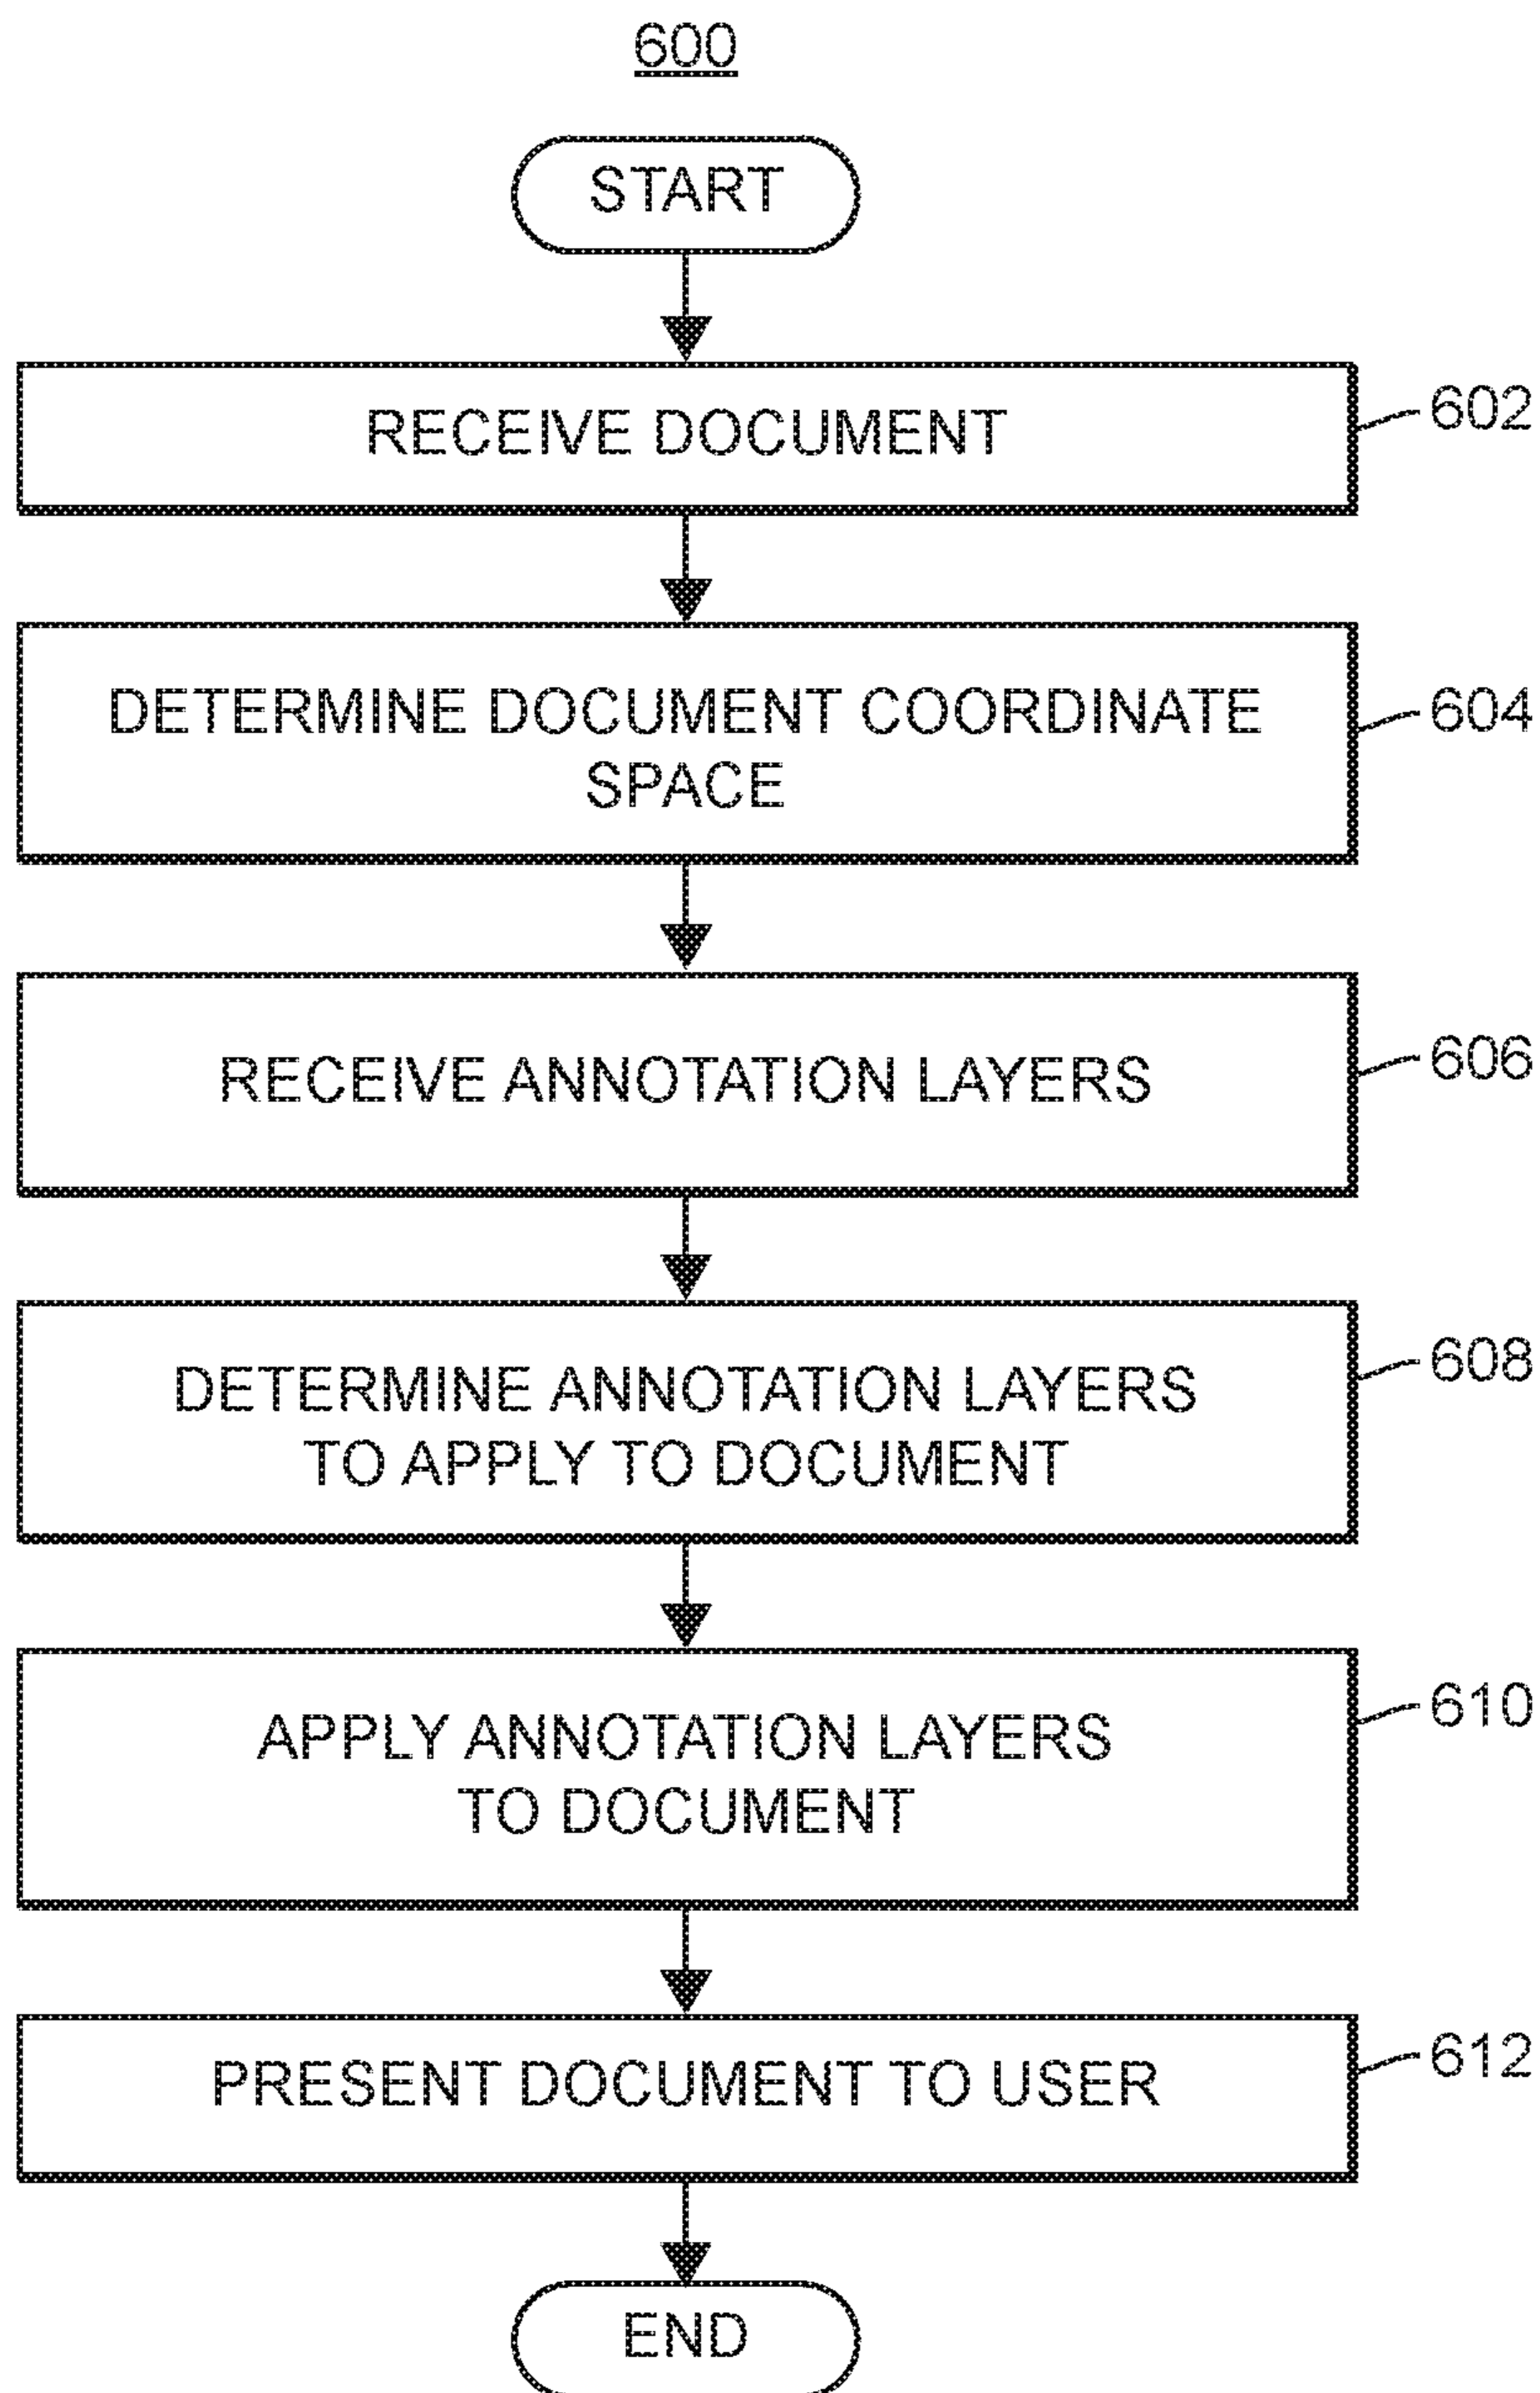 600
START
RECEIVE DOCUMENT
602
DETERMINE DOCUMENT COORDINATE
SPACE
604
RECEIVE ANNOTATION LAYERS
606
DETERMINE ANNOTATION LAYERS
TO APPLY TO DOCUMENT
608
APPLY ANNOTATION LAYERS
TO DOCUMENT
610
PRESENT DOCUMENT TO USER
612
END